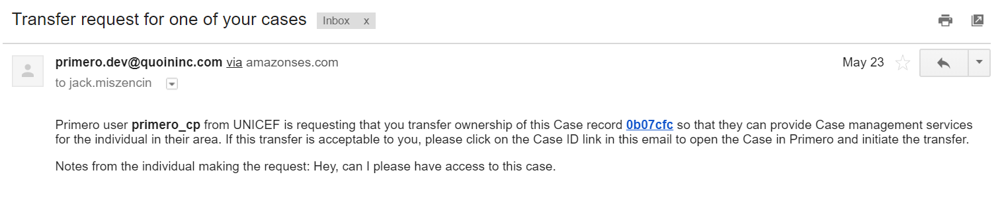 Transfer request for one of your cases Inbox x
primero.dev@quoininc.com via amazonses.com May 23
to jack.miszencin
Primero user primero_cp from UNICEF is requesting that you transfer ownership of this Case record 0b07cfc so that they can provide Case management services
for the individual in their area. If this transfer is acceptable to you, please click on the Case ID link in this email to open the Case in Primero and initiate the transfer.
Notes from the individual making the request: Hey, can I please have access to this case.